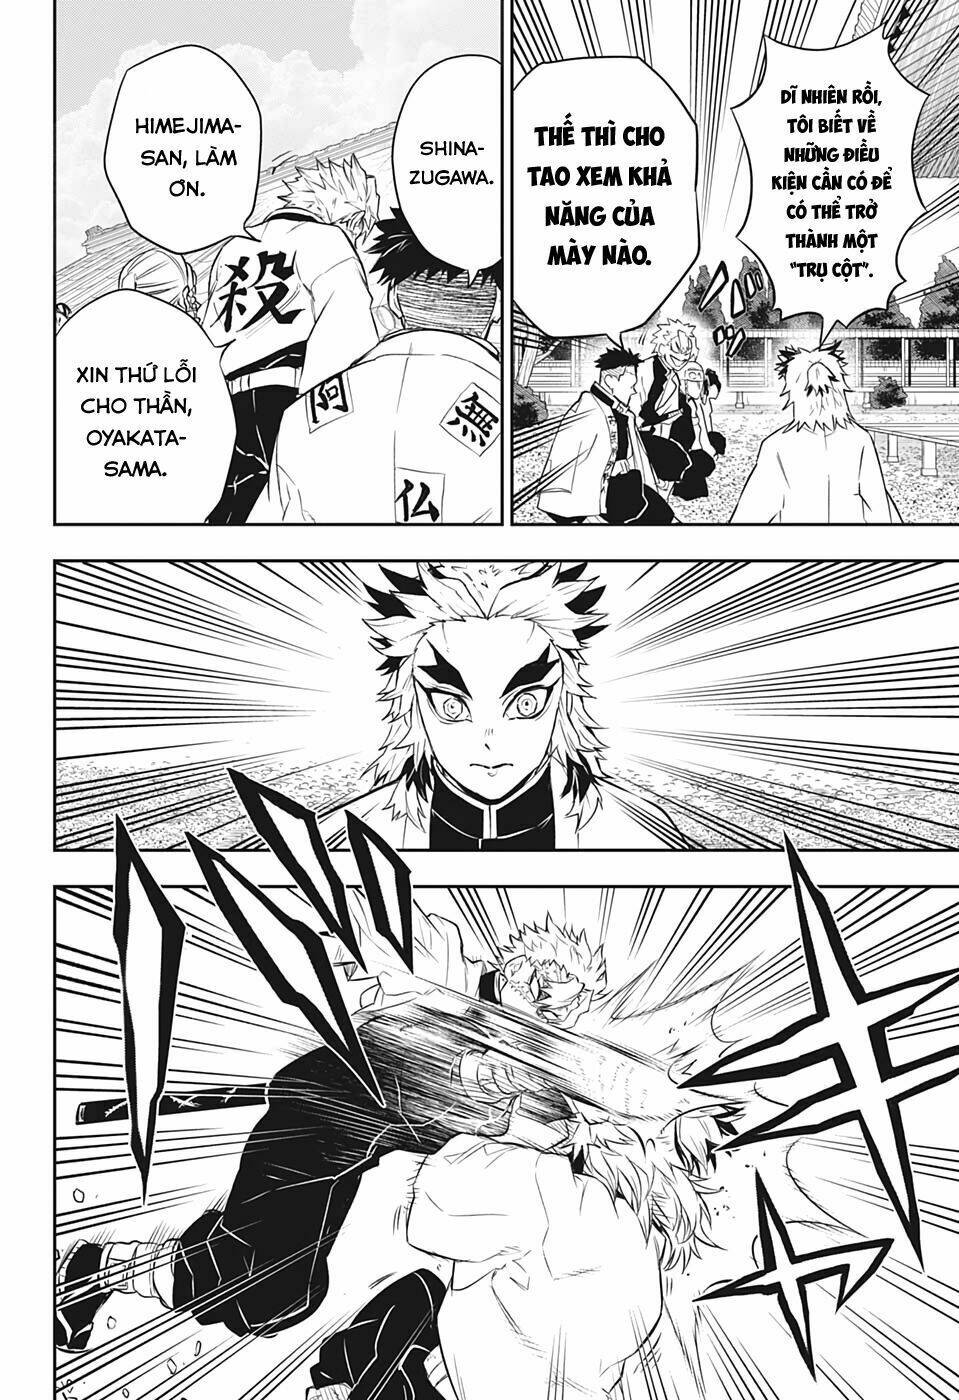 DĨ NHIÊN RỒI,
TÔI BIẾT VỀ
NHỮNG ĐIỀU
KIỆN CẦN CÓ ĐỂ
CÓ THỂ TRỞ
THÀNH MỘT
"TRỤ CỘT".
THẾ THÌ CHO
TAO XEM KHẢ
NĂNG CỦA
MÀY NÀO.
SHINA-
ZUGAWA.
HIMEJIMA-
SAN, LÀM
ƠN.
XIN THỨ LỖI
CHO THẦN,
OYAKATA-
SAMA.
殺
阿
無
仏